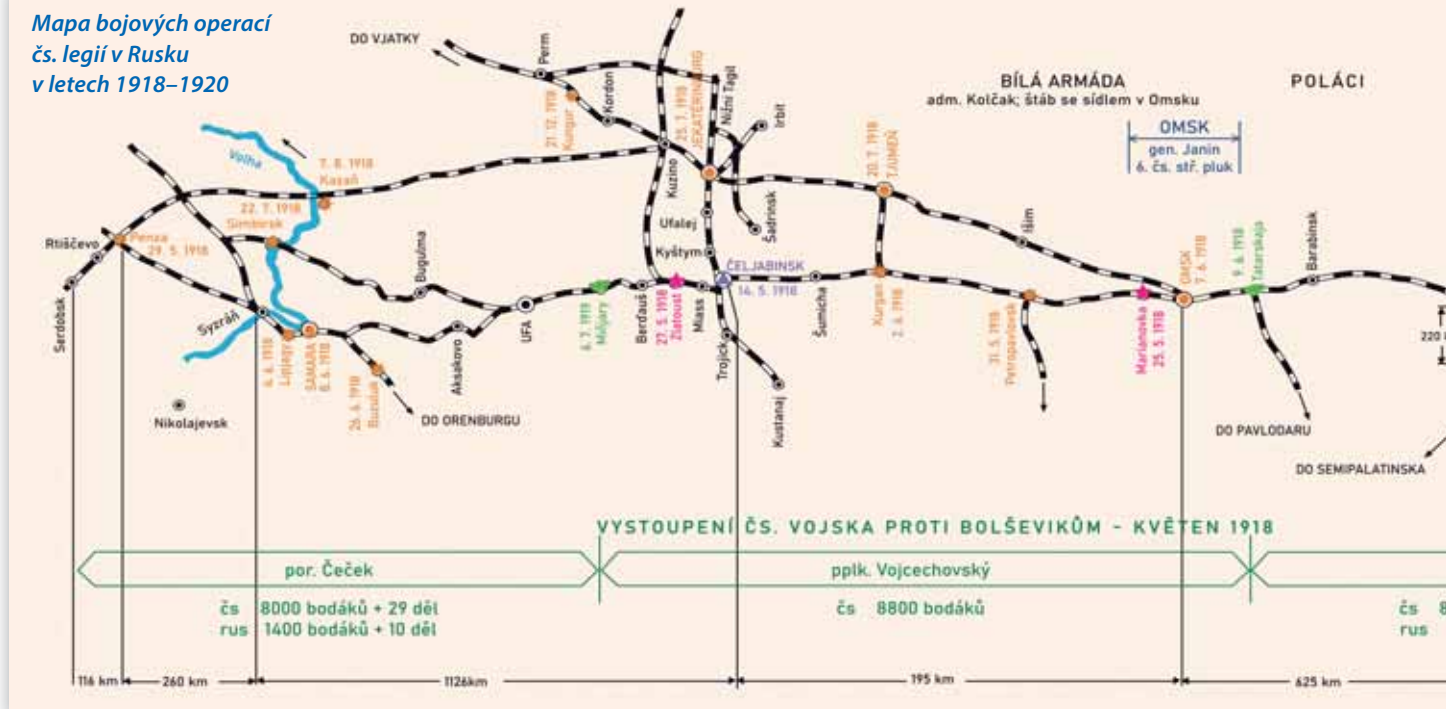 Mapa bojových operací
čs. legií v Rusku
v letech 1918–1920
DO VJATKY
Perm
Kordon
21. 12. 1918
Kungur
25. 7. 1918
JEKATĚRINBURG
Nižní Tagil
Irbit
BÍLÁ ARMÁDA
adm. Kolčak; štáb se sídlem v Omsku
POLÁCI
OMSK
gen. Janin
6. čs. stř. pluk
Volha
7. 8. 1918
Kazaň
22. 7. 1918
Simbirsk
Kuzino
20. 7. 1918
TJUMEŇ
Rtiščevo
Penza
29. 5. 1918
Ufalej
Šadrinsk
Išim
Kyštym
Serdobsk
Syzráň
Bugulma
ČELJABINSK
14. 5. 1918
OMSK
7. 6. 1918
9. 6. 1918
Tatarskaja
Barabinsk
4. 6. 1918
Lipjagy
SAMARA
8. 6. 1918
26. 6. 1918
Buzuluk
Aksakovo
UFA
6. 7. 1918
Minjary
Berďauš
27. 5. 1918
Zlatoust
Miass
Trojick
Šumicha
Kurgan
2. 6. 1918
31. 5. 1918
Petropavlovsk
Marianovka
25. 5. 1918
220
Nikolajevsk
DO ORENBURGU
Kustanaj
DO PAVLODARU
DO SEMIPALATINSKA
VYSTOUPENÍ ČS. VOJSKA PROTI BOLŠEVIKŮM - KVĚTEN 1918
por. Čeček
pplk. Vojcechovský
čs 8000 bodáků + 29 děl
rus 1400 bodáků + 10 děl
čs 8800 bodáků
čs 8
rus
116 km
260 km
1126km
195 km
625 km